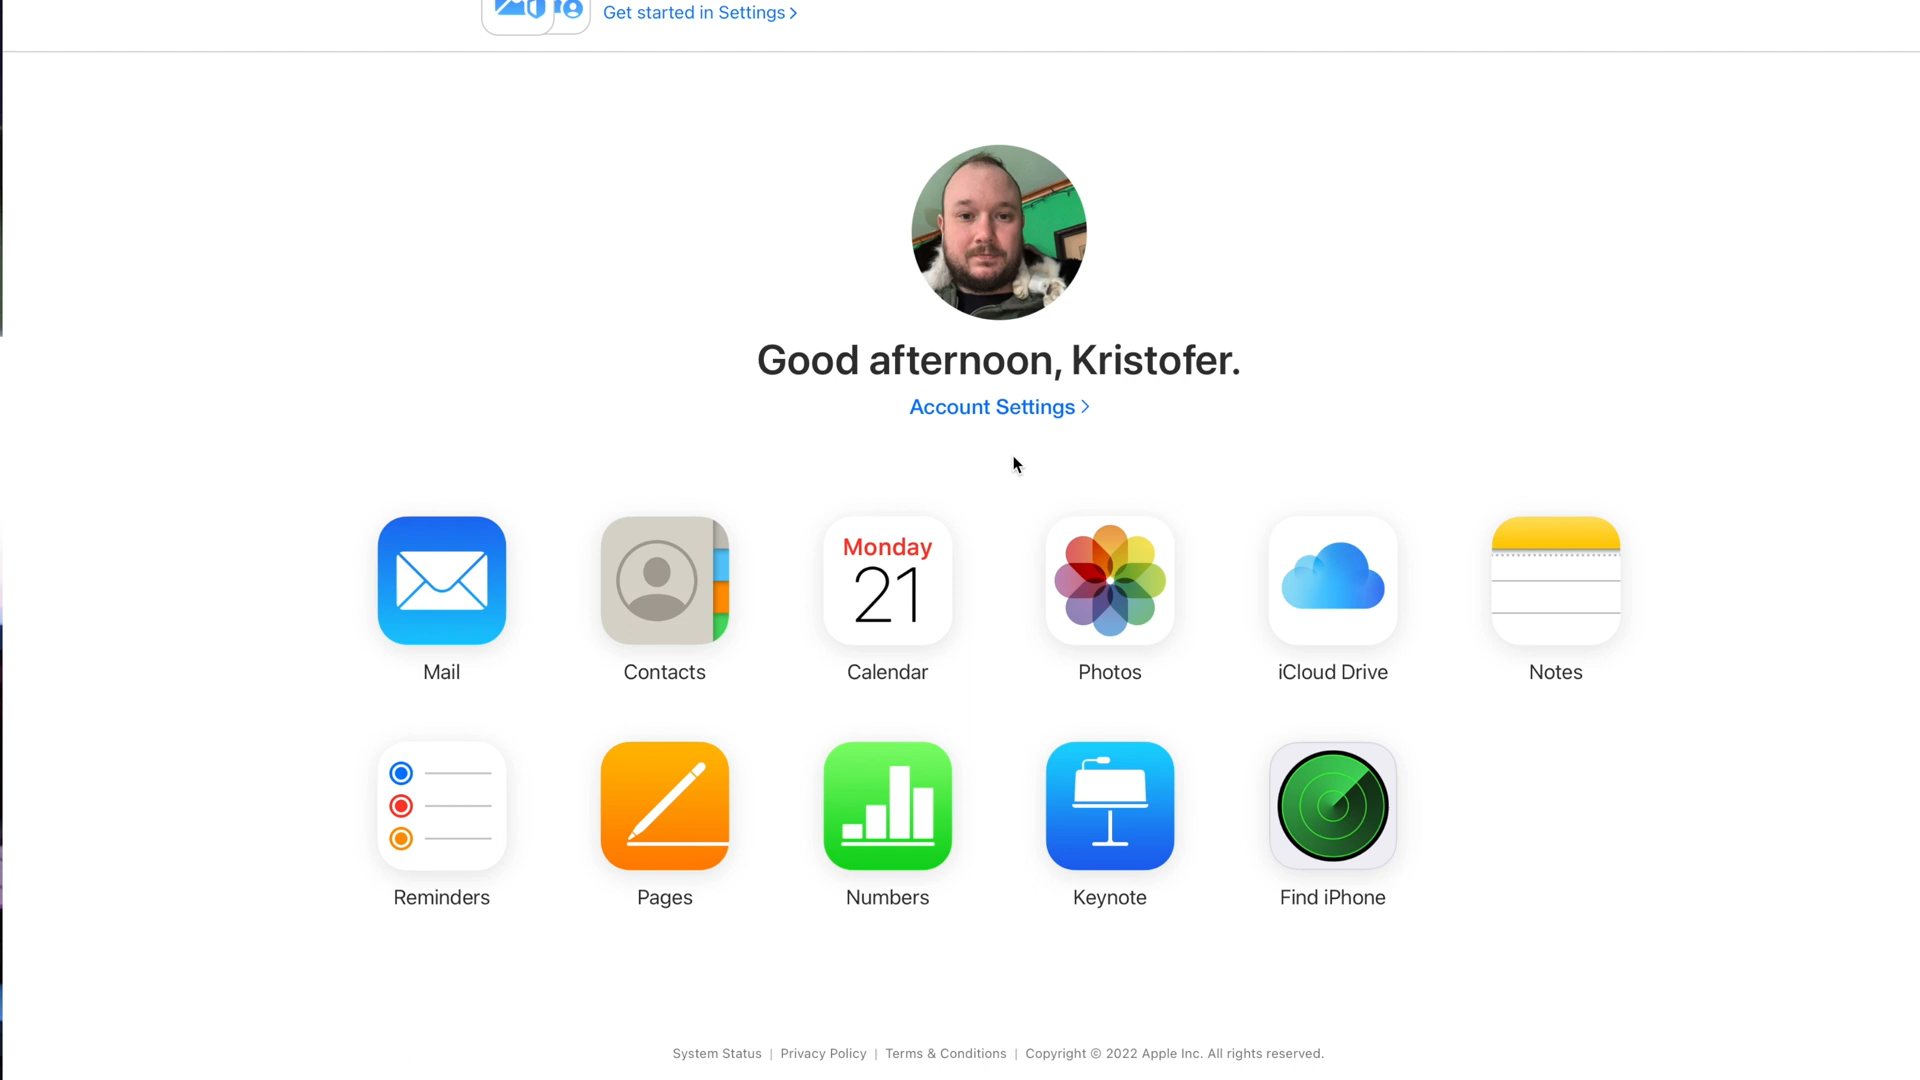 Get started in Settings >
Good afternoon, Kristofer.
Account Settings >
Monday
21
Mail
Contacts
Calendar
Photos
iCloud Drive
Notes
Reminders
Pages
Numbers
Keynote
Find iPhone
System Status | Privacy Policy | Terms & Conditions | Copyright © 2022 Apple Inc. All rights reserved.